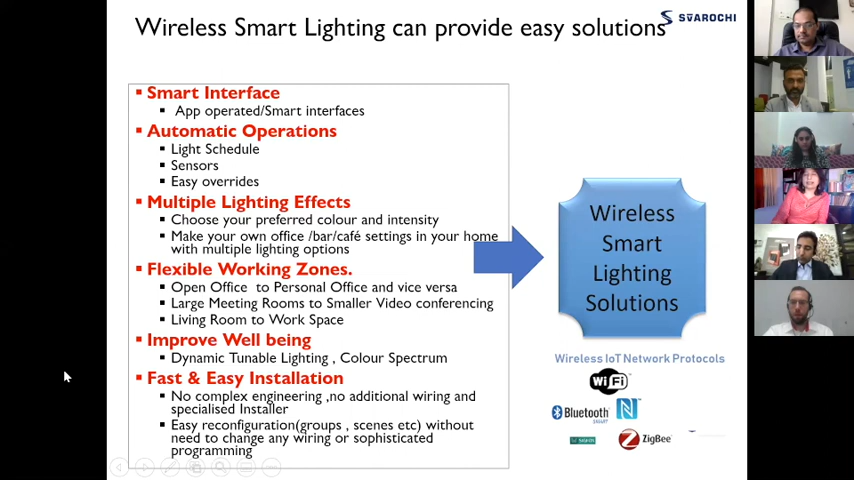 Wireless Smart Lighting can provide easy solutions
SVAROCHI
Smart Interface
App operated/Smart interfaces
Automatic Operations
Light Schedule
Sensors
Easy overrides
Multiple Lighting Effects
Choose your preferred colour and intensity
Make your own office /bar/café settings in your home
with multiple lighting options
Flexible Working Zones.
Open Office to Personal Office and vice versa
Large Meeting Rooms to Smaller Video conferencing
Living Room to Work Space
Improve Well being
Dynamic Tunable Lighting , Colour Spectrum
Fast & Easy Installation
No complex engineering ,no additional wiring and
specialised Installer
Easy reconfiguration(groups , scenes etc) without
need to change any wiring or sophisticated
programming
Wireless
Smart
Lighting
Solutions
Wireless IoT Network Protocols
Wi Fi
Bluetooth
SMART
ZigBee